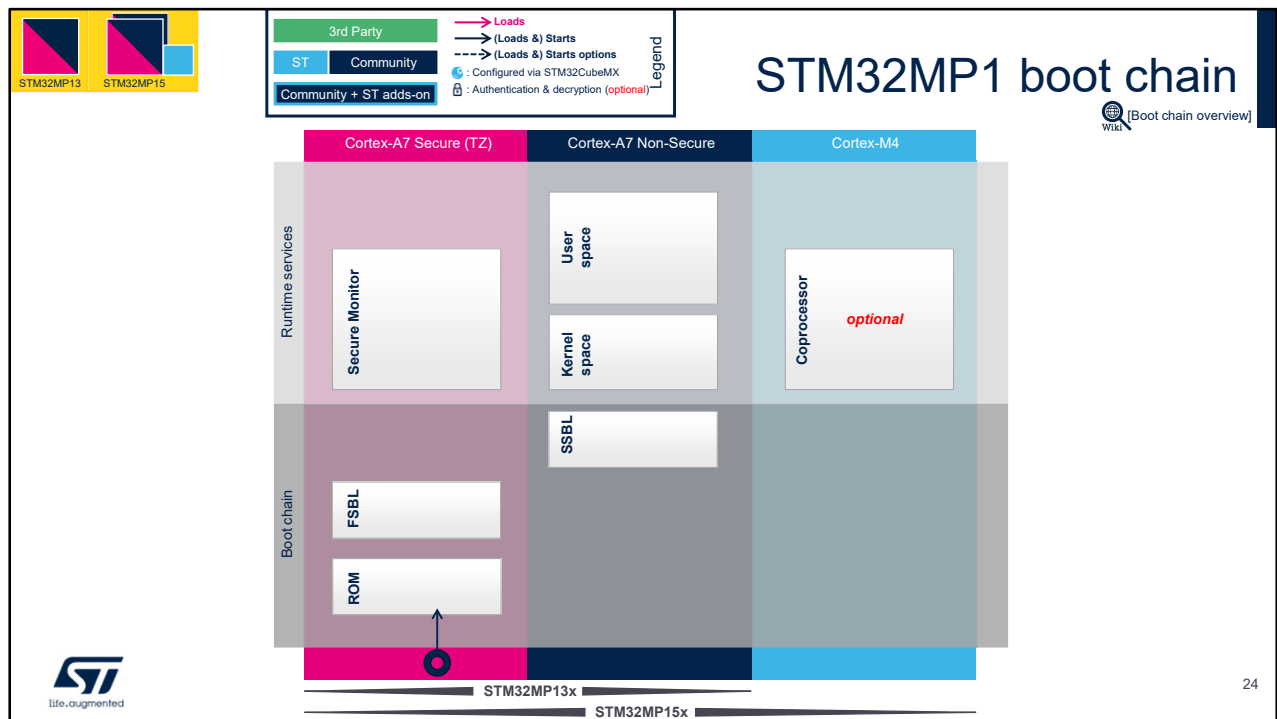 STM32MP13
STM32MP15
3rd Party
ST
Community
Community + ST adds-on
Loads
(Loads &) Starts
(Loads &) Starts options
: Configured via STM32CubeMX
: Authentication & decryption (optional)
Legend
STM32MP1 boot chain
Wiki
[Boot chain overview]
Cortex-A7 Secure (TZ)
Cortex-A7 Non-Secure
Cortex-M4
Runtime services
Secure Monitor
User
space
Kernel
space
Coprocessor
optional
Boot chain
SSBL
FSBL
ROM
STM32MP13x
STM32MP15x
ST
life.augmented
24